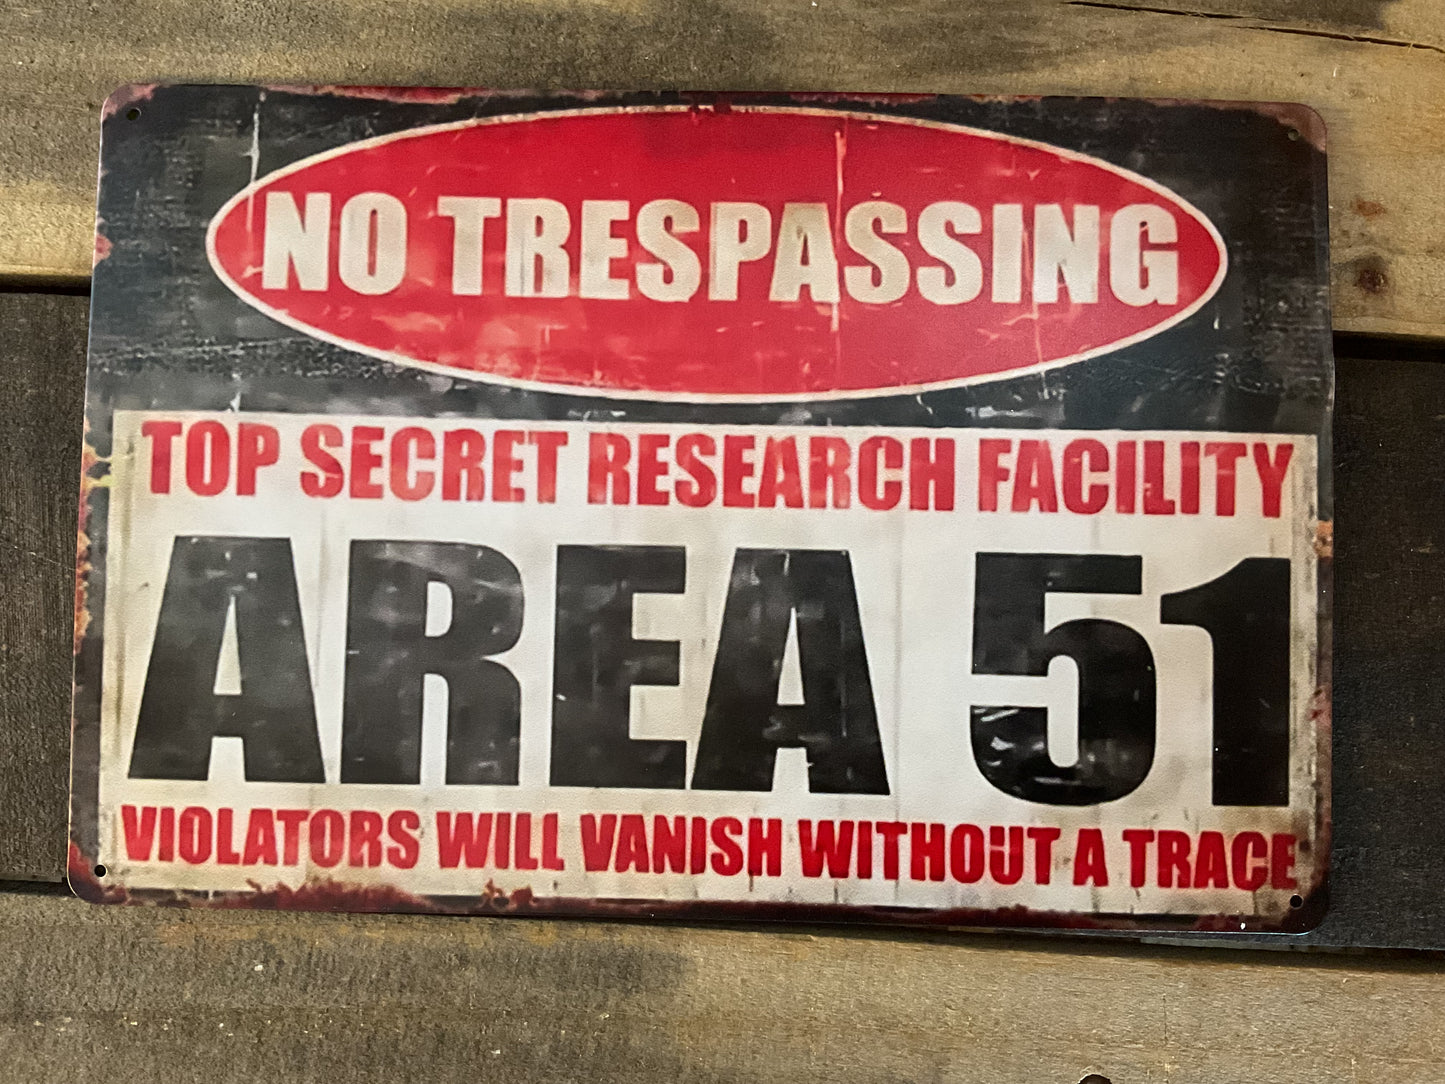 NO TRESPASSING
TOP SECRET RESEARCH FACILITY
AREA 51
VIOLATORS WILL VANISH WITHOUT A TRACE